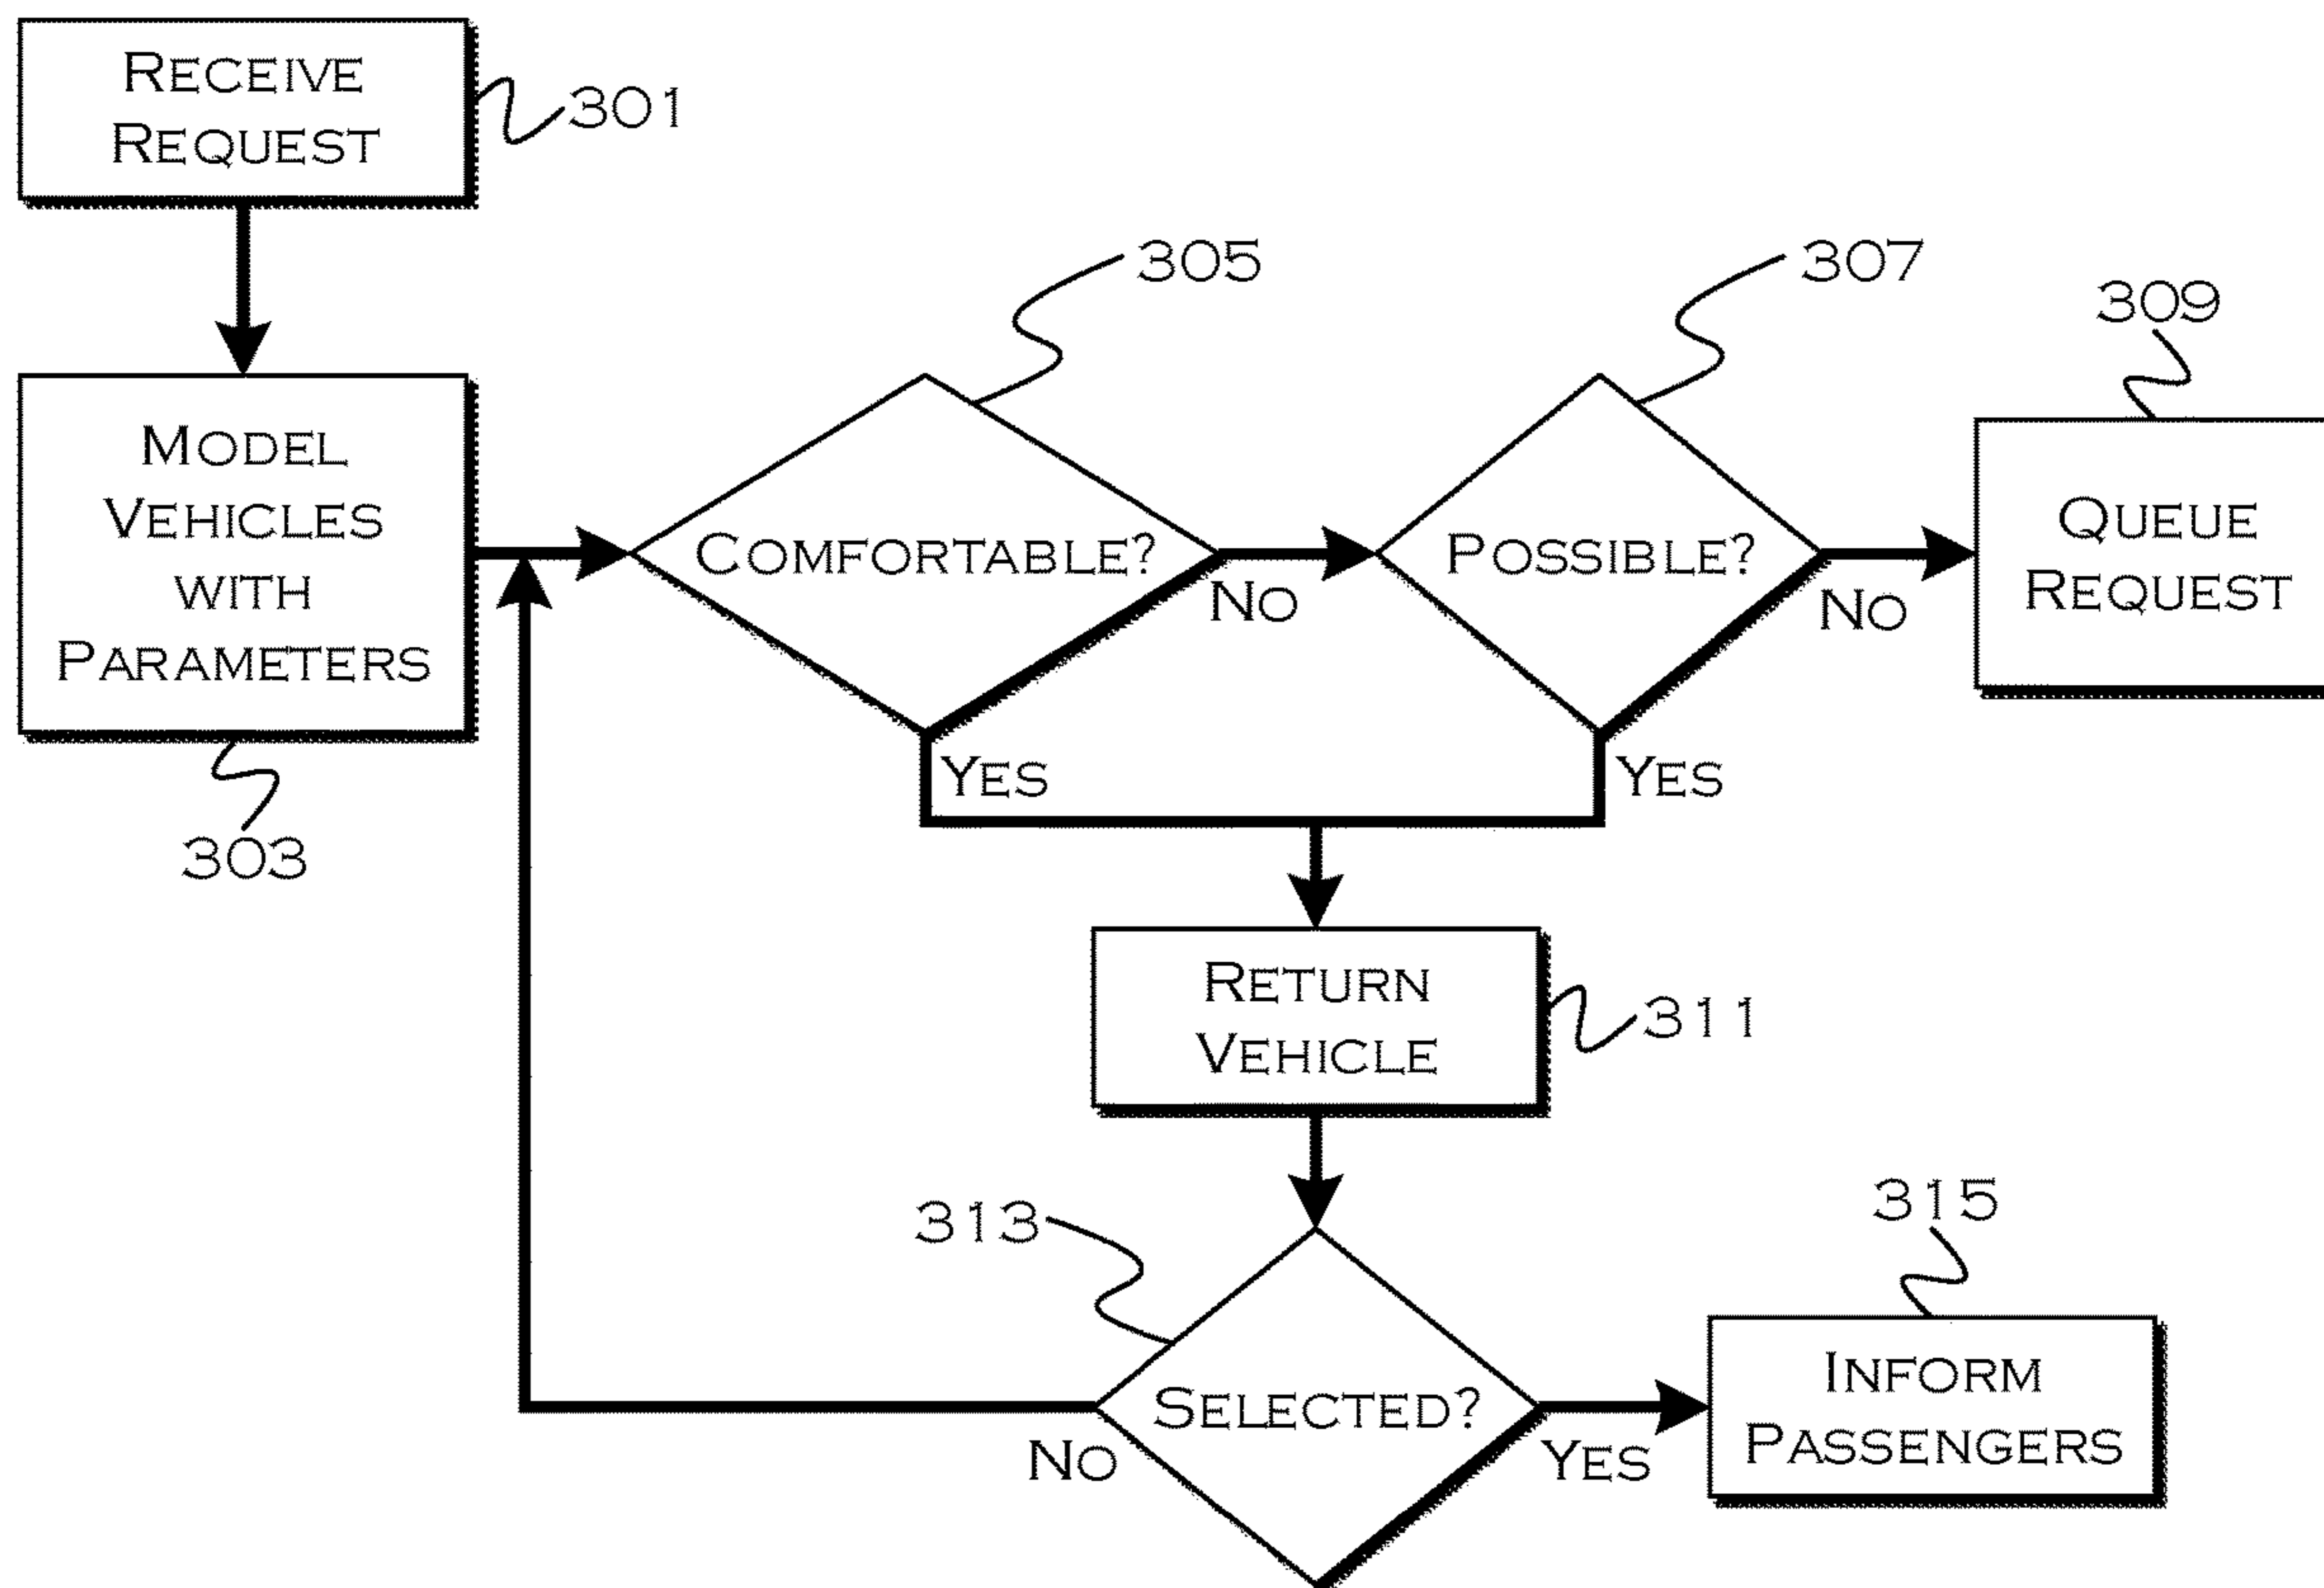 RECEIVE
REQUEST
301
305
307
309
MODEL
VEHICLES
WITH
PARAMETERS
303
COMFORTABLE?
NO
YES
POSSIBLE?
NO
YES
QUEUE
REQUEST
RETURN
VEHICLE
311
313
315
SELECTED?
NO
YES
INFORM
PASSENGERS